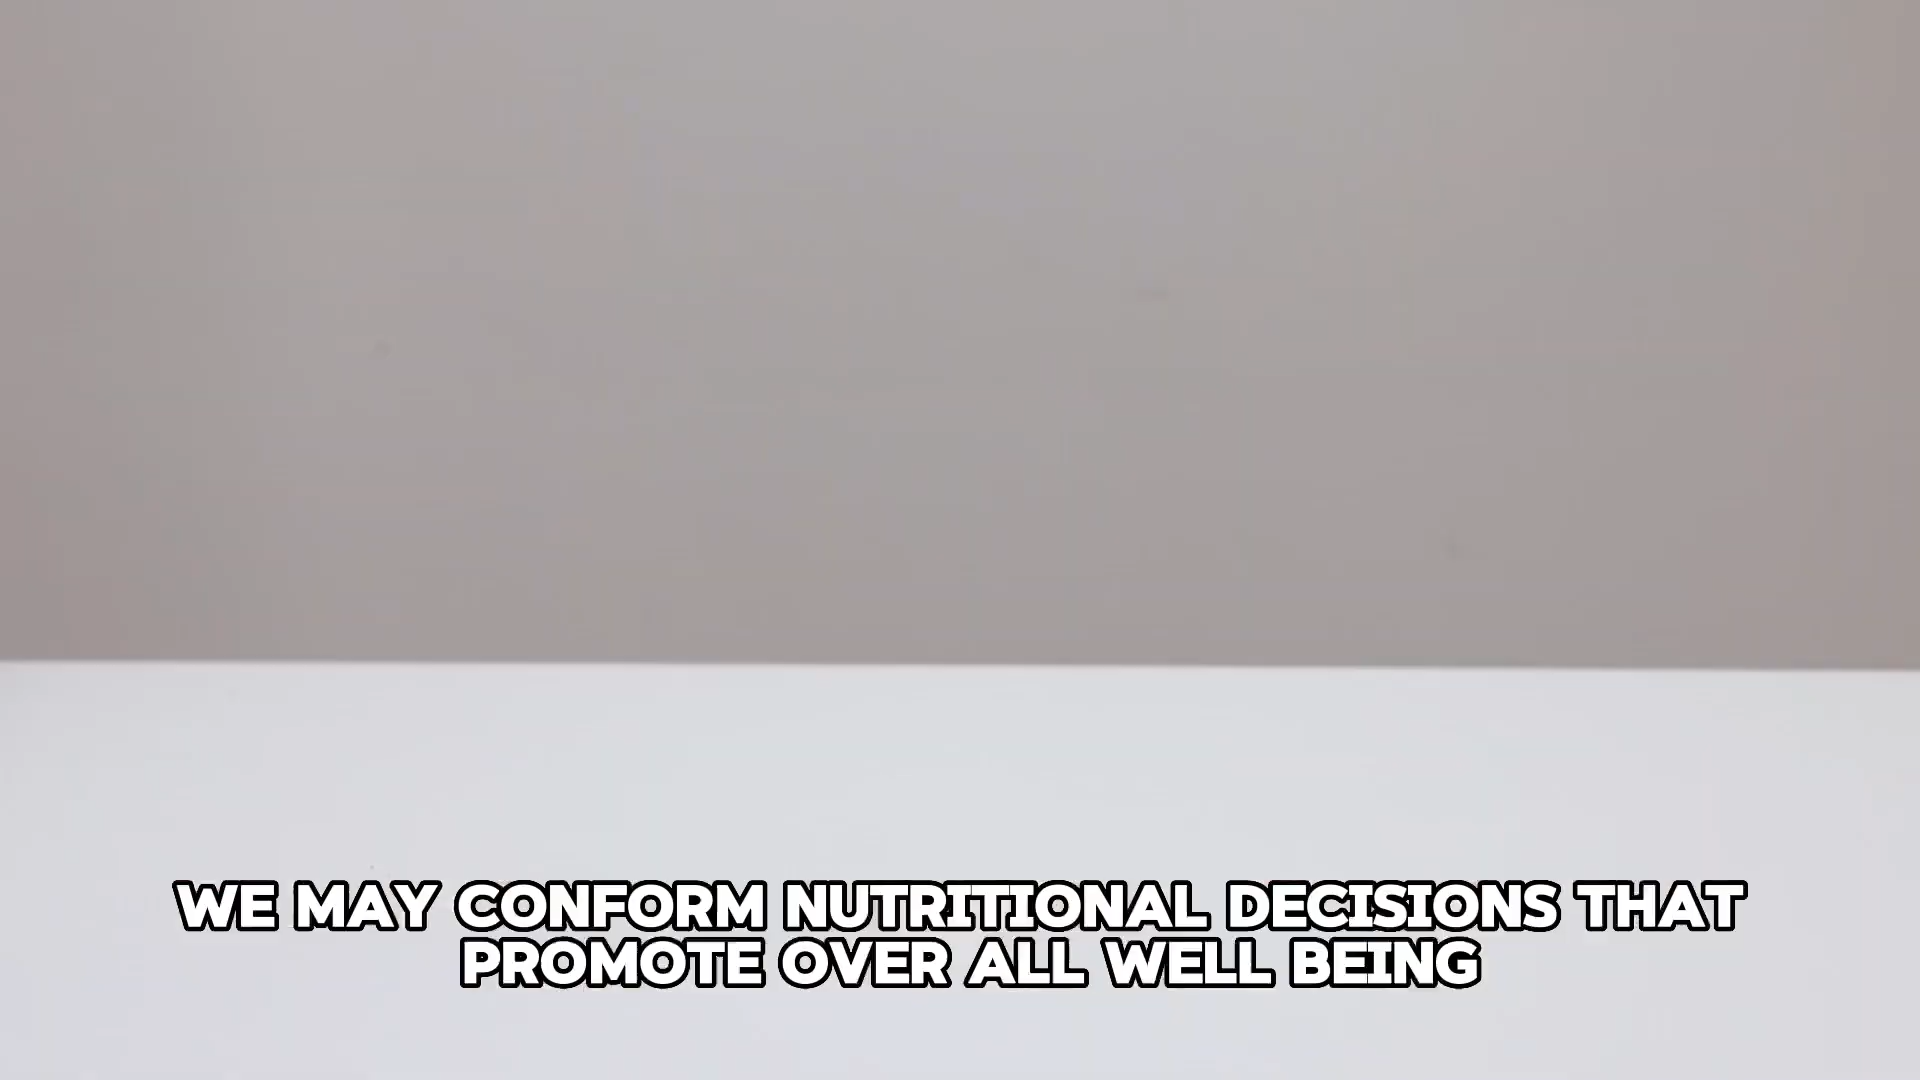 WE MAY CONFORM NUTRITIONAL DECISIONS THAT
PROMOTE OVER ALL WELL BEING